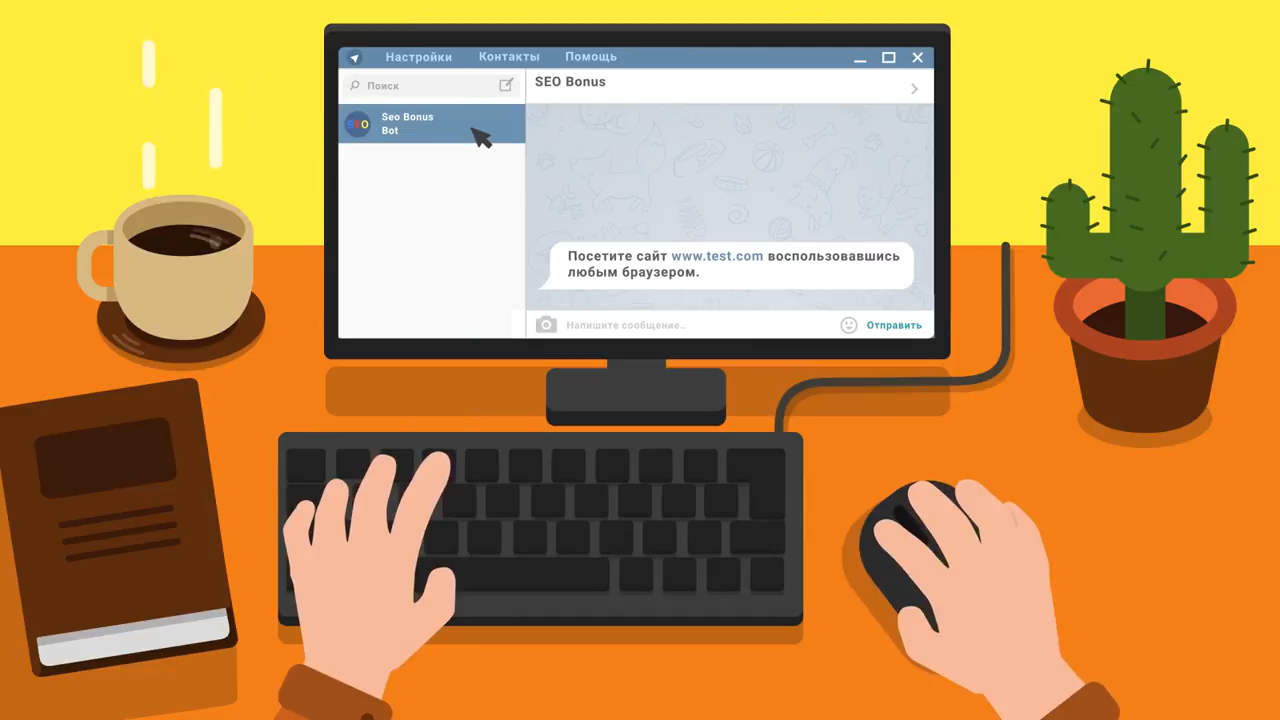 Настройки Контакты Помощь
Поиск
SEO Bonus
SEO
Seo Bonus
Bot
Посетите сайт www.test.com воспользовавшись
любым браузером.
Напишите сообщение..
Отправить